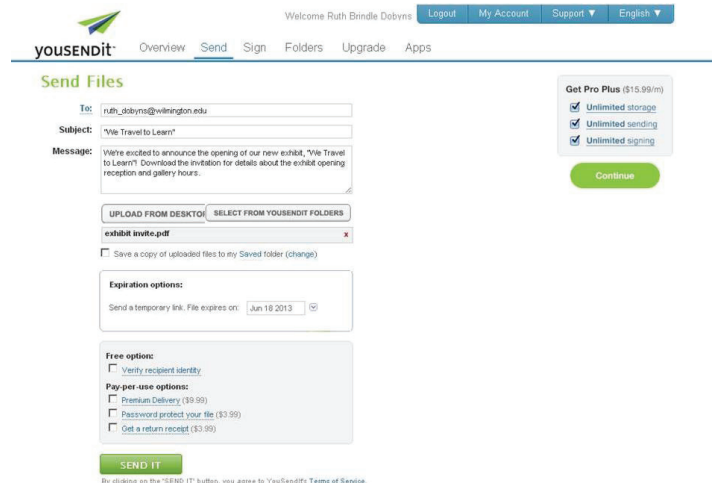 Welcome Ruth Brindle Dobyns Logout My Account Support ▼ English ▼
YOUSENDit Overview Send Sign Folders Upgrade Apps
Send Files
To: ruth_dobyns@wilmington.edu
Subject: "We Travel to Learn"
Message: We're excited to announce the opening of our new exhibit, "We Travel
to Learn"! Download the invitation for details about the exhibit opening
reception and gallery hours.
UPLOAD FROM DESKTO SELECT FROM YOUSENDIT FOLDERS
exhibit invite.pdf x
Save a copy of uploaded files to my Saved folder (change)
Expiration options:
Send a temporary link. File expires on: Jun 18 2013
Free option:
Verify recipient identity
Pay-per-use options:
Premium Delivery ($9.99)
Password protect your file ($3.99)
Get a return receipt ($3.99)
SEND IT
By clicking on the "SEND IT" button, you agree to YouSendIt's Terms of Service.
Get Pro Plus ($15.99/m)
Unlimited storage
Unlimited sending
Unlimited signing
Continue